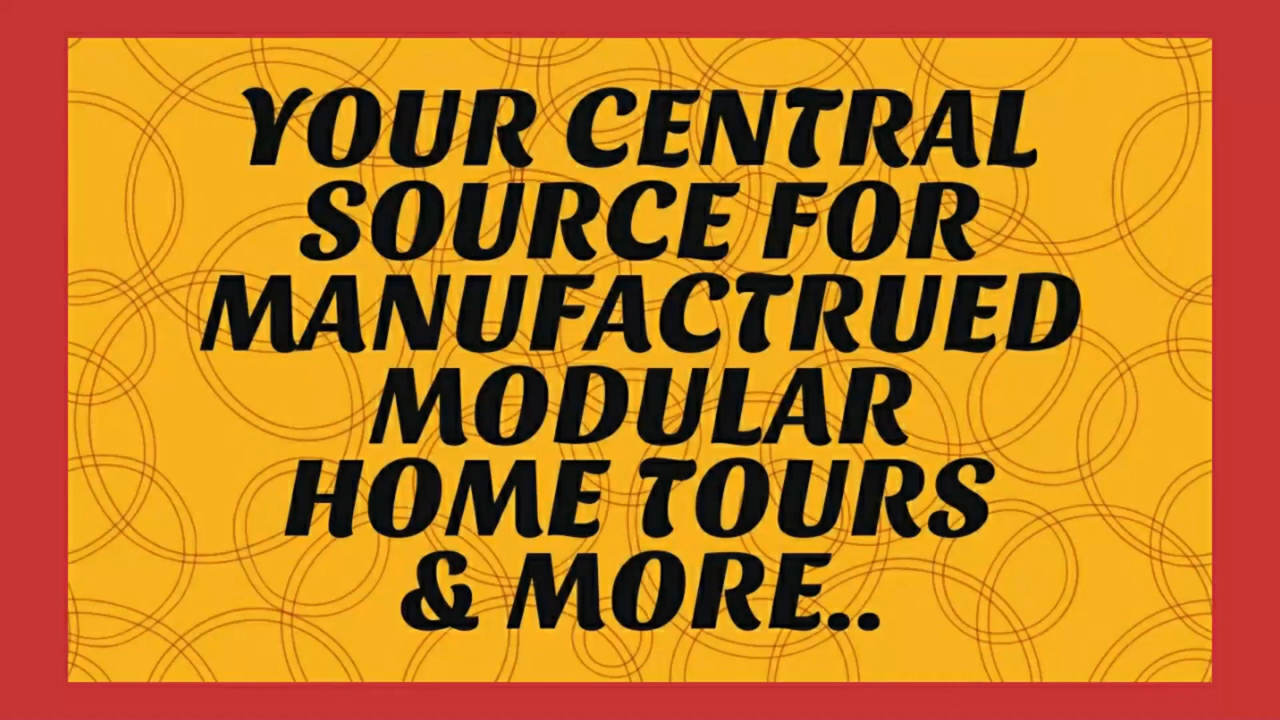 YOUR CENTRAL
SOURCE FOR
MANUFACTRUED
MODULAR
HOME TOURS
& MORE..